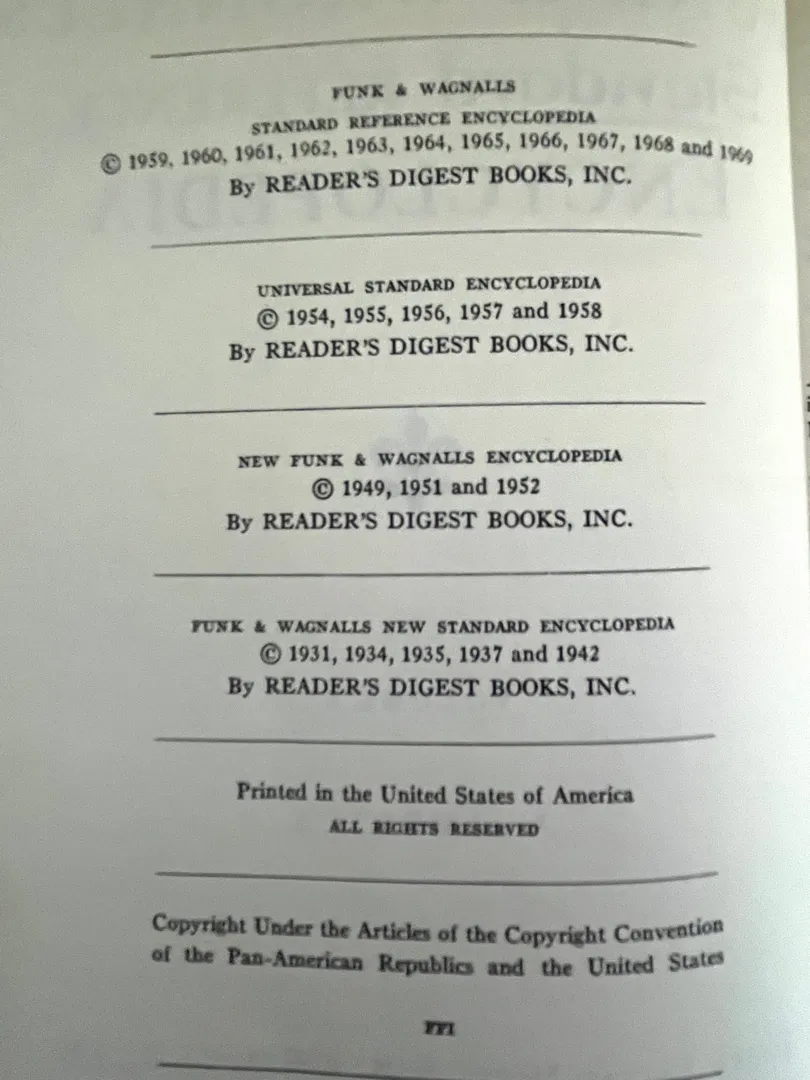 FUNK & WAGNALLS
STANDARD REFERENCE ENCYCLOPEDIA
© 1959, 1960, 1961, 1962, 1963, 1964, 1965, 1966, 1967, 1968 and 1969
By READER'S DIGEST BOOKS, INC.
UNIVERSAL STANDARD ENCYCLOPEDIA
© 1954, 1955, 1956, 1957 and 1958
By READER'S DIGEST BOOKS, INC.
NEW FUNK & WAGNALLS ENCYCLOPEDIA
© 1949, 1951 and 1952
By READER'S DIGEST BOOKS, INC.
FUNK & WAGNALLS NEW STANDARD ENCYCLOPEDIA
© 1931, 1934, 1935, 1937 and 1942
By READER'S DIGEST BOOKS, INC.
Printed in the United States of America
ALL RIGHTS RESERVED
Copyright Under the Articles of the Copyright Convention
of the Pan-American Republics and the United States